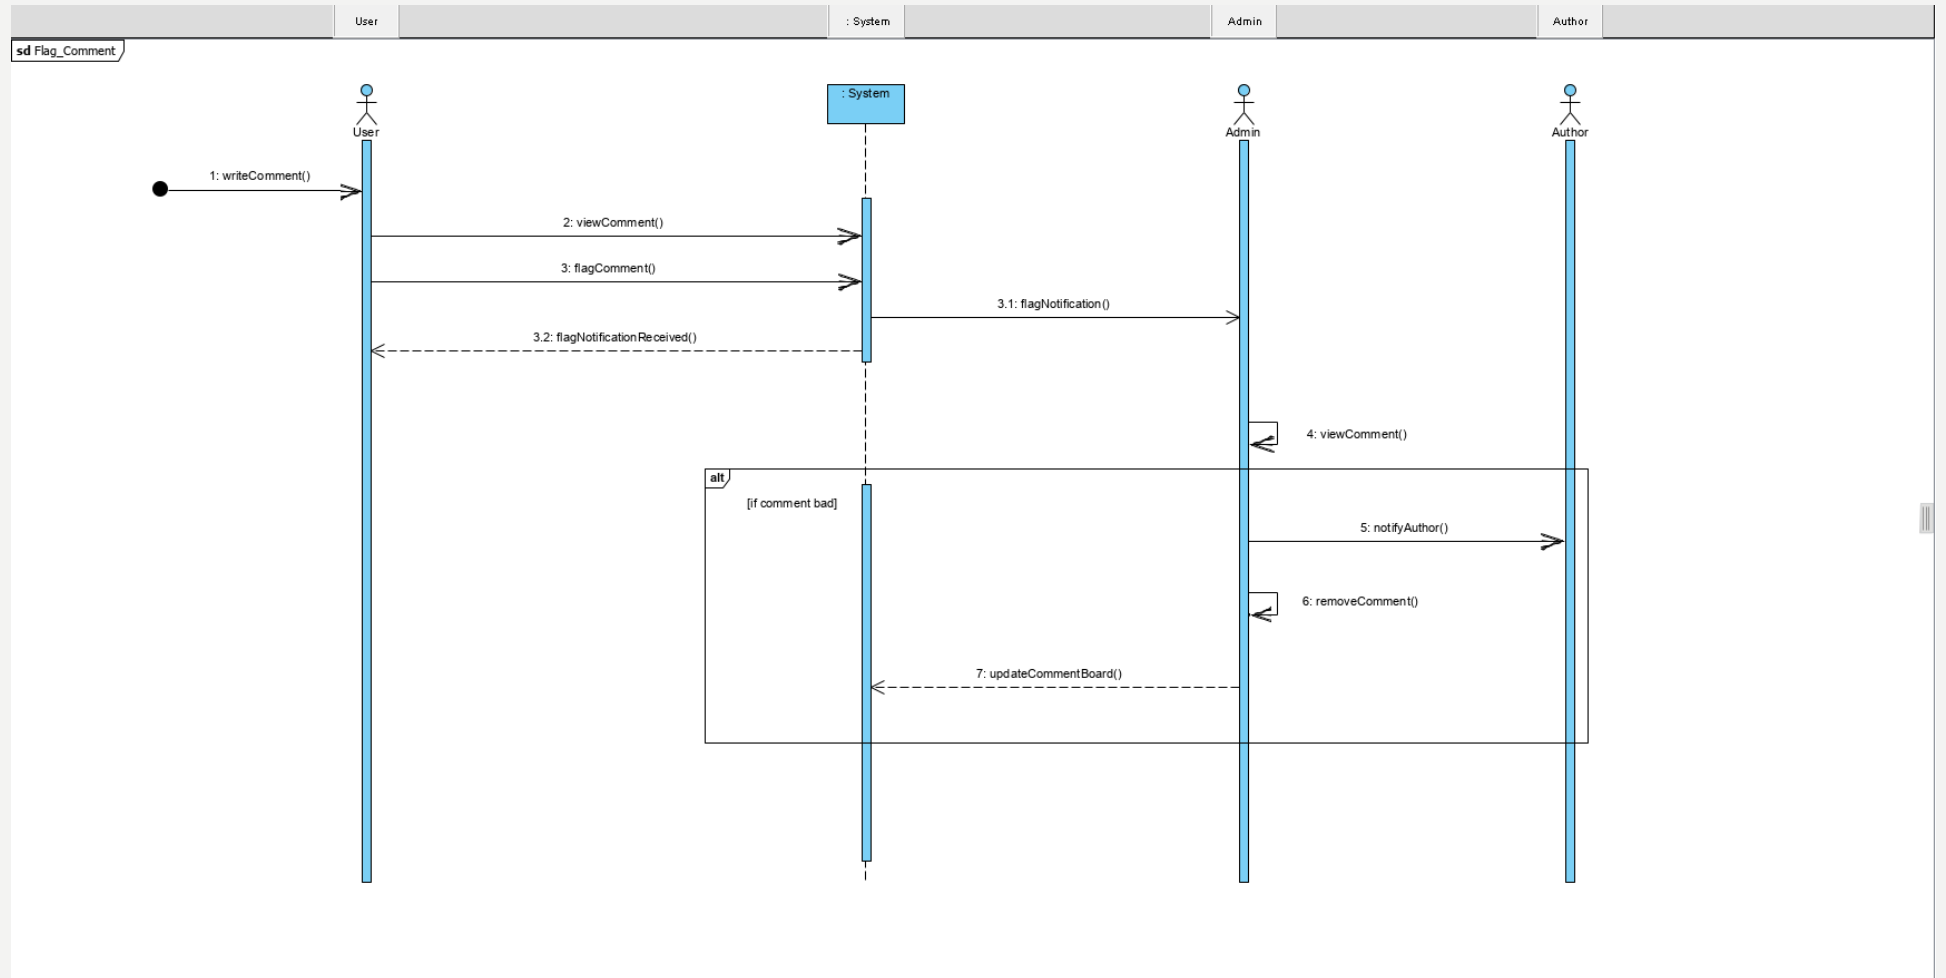 User
: System
Admin
Author
sd Flag_Comment
: System
User
Admin
Author
1: writeComment()
2: viewComment()
3: flagComment()
3.1: flagNotification()
3.2: flagNotificationReceived()
4: viewComment()
alt
[if comment bad]
5: notifyAuthor()
6: removeComment()
7: updateCommentBoard()